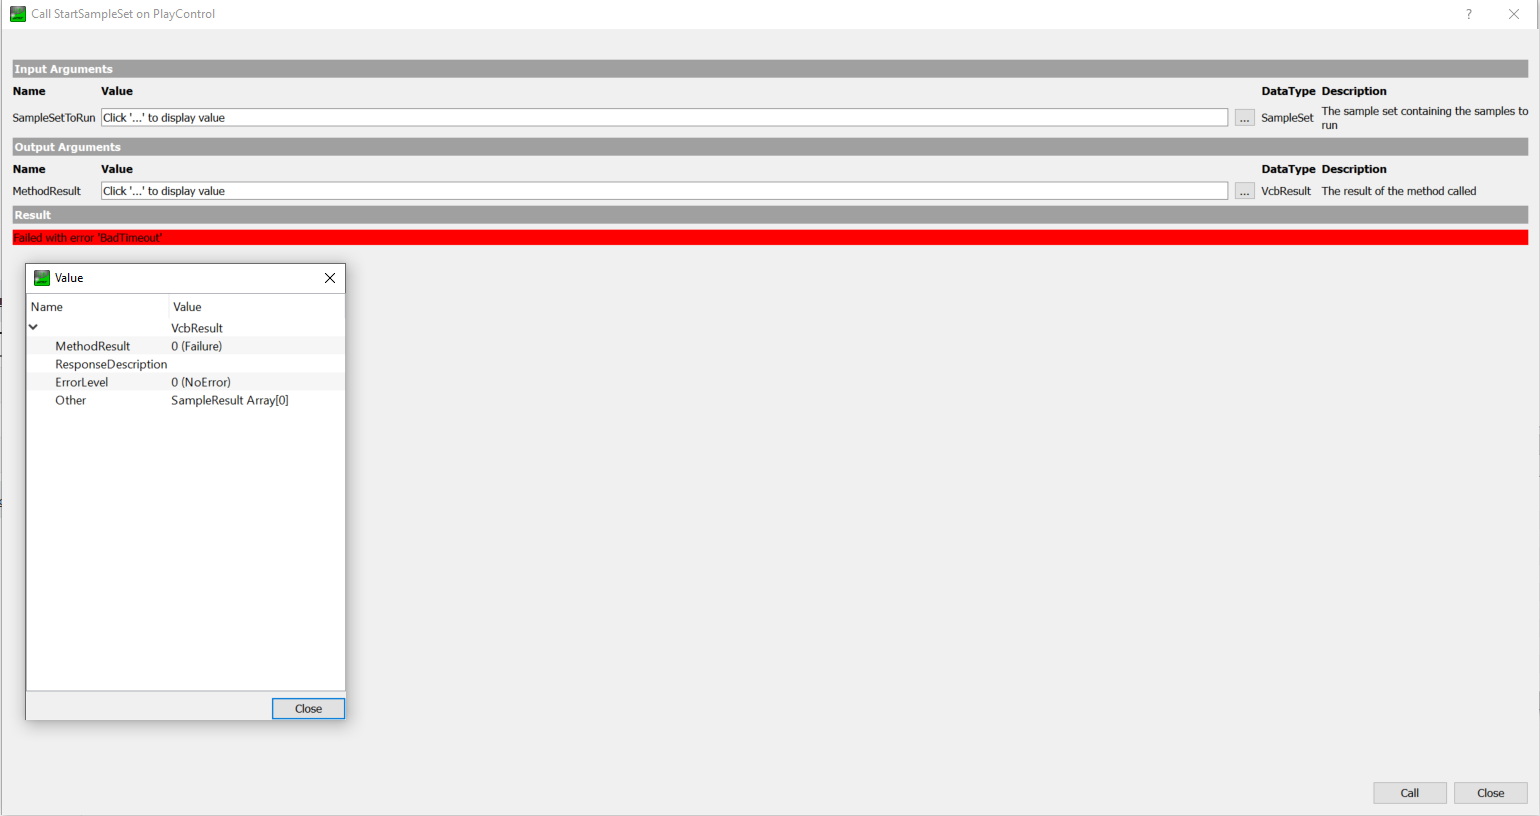 Call StartSampleSet on PlayControl
?
Input Arguments
Name Value DataType Description
SampleSetToRun Click '...' to display value ... SampleSet The sample set containing the samples to
run
Output Arguments
Name Value DataType Description
MethodResult Click '...' to display value ... VcbResult The result of the method called
Result
Failed with error 'BadTimeout'
Value
Name Value
VcbResult
MethodResult 0 (Failure)
ResponseDescription
ErrorLevel 0 (NoError)
Other SampleResult Array[0]
Close
Call Close